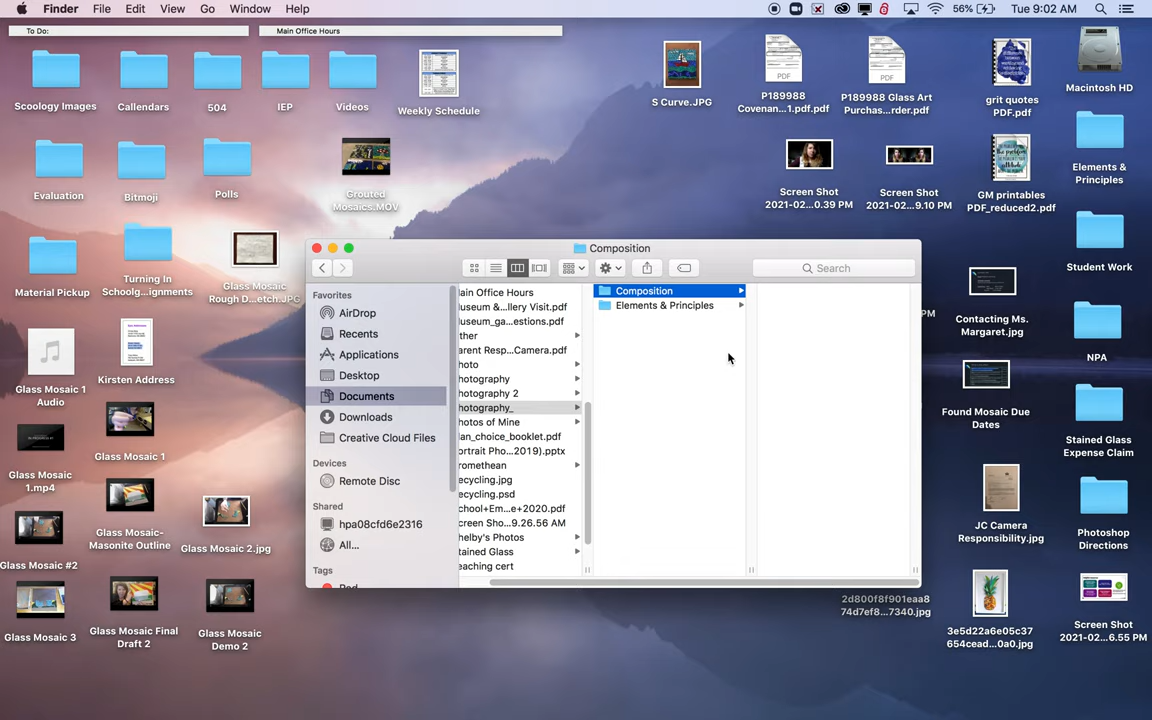 Finder File Edit View Go Window Help
56% Tue 9:02 AM
To Do:
Main Office Hours
Scoology Images
Callendars
504
IEP
Videos
Weekly Schedule
S Curve.JPG
PDF
P189988
Covenan...1.pdf.pdf
PDF
P189988 Glass Art
Purchas...rder.pdf
grit quotes
PDF.pdf
Macintosh HD
Evaluation
Bitmoji
Polls
Grouted
Mosaics.MOV
Screen Shot
2021-02...0.39 PM
Screen Shot
2021-02...9.10 PM
GM printables
PDF_reduced2.pdf
Elements &
Principles
Material Pickup
Turning In
Schoolg...ignments
Glass Mosaic
Rough D...etch.JPG
Student Work
Glass Mosaic 1
Audio
Kirsten Address
Contacting Ms.
Margaret.jpg
NPA
PM
Glass Mosaic
1.mp4
Glass Mosaic 1
Found Mosaic Due
Dates
Stained Glass
Expense Claim
Glass Mosaic #2
Glass Mosaic-
Masonite Outline
Glass Mosaic 2.jpg
JC Camera
Responsibility.jpg
Photoshop
Directions
Glass Mosaic 3
Glass Mosaic Final
Draft 2
Glass Mosaic
Demo 2
2d800f8f901eaa8
74d7ef8...7340.jpg
3e5d22a6e05c37
654cead...0a0.jpg
Screen Shot
2021-02...6.55 PM
Composition
Search
Favorites
AirDrop
Recents
Applications
Desktop
Documents
Downloads
Creative Cloud Files
Devices
Remote Disc
Shared
hpa08cfd6e2316
All...
Tags
Red
ain Office Hours
useum &...llery Visit.pdf
useum_ga...estions.pdf
ther
arent Resp...Camera.pdf
hoto
hotography
hotography 2
hotography_
hotos of Mine
lan_choice_booklet.pdf
ortrait Pho...2019).pptx
romethean
ecycling.jpg
ecycling.psd
chool+Em...e+2020.pdf
creen Sho...9.26.56 AM
helby's Photos
tained Glass
eaching cert
Composition
Elements & Principles